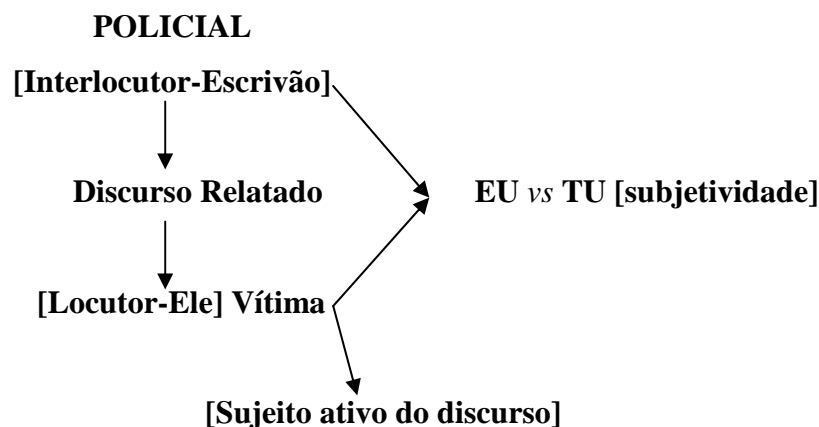 POLICIAL
[Interlocutor-Escrivão]
Discurso Relatado
EU vs TU [subjetividade]
[Locutor-Ele] Vítima
[Sujeito ativo do discurso]